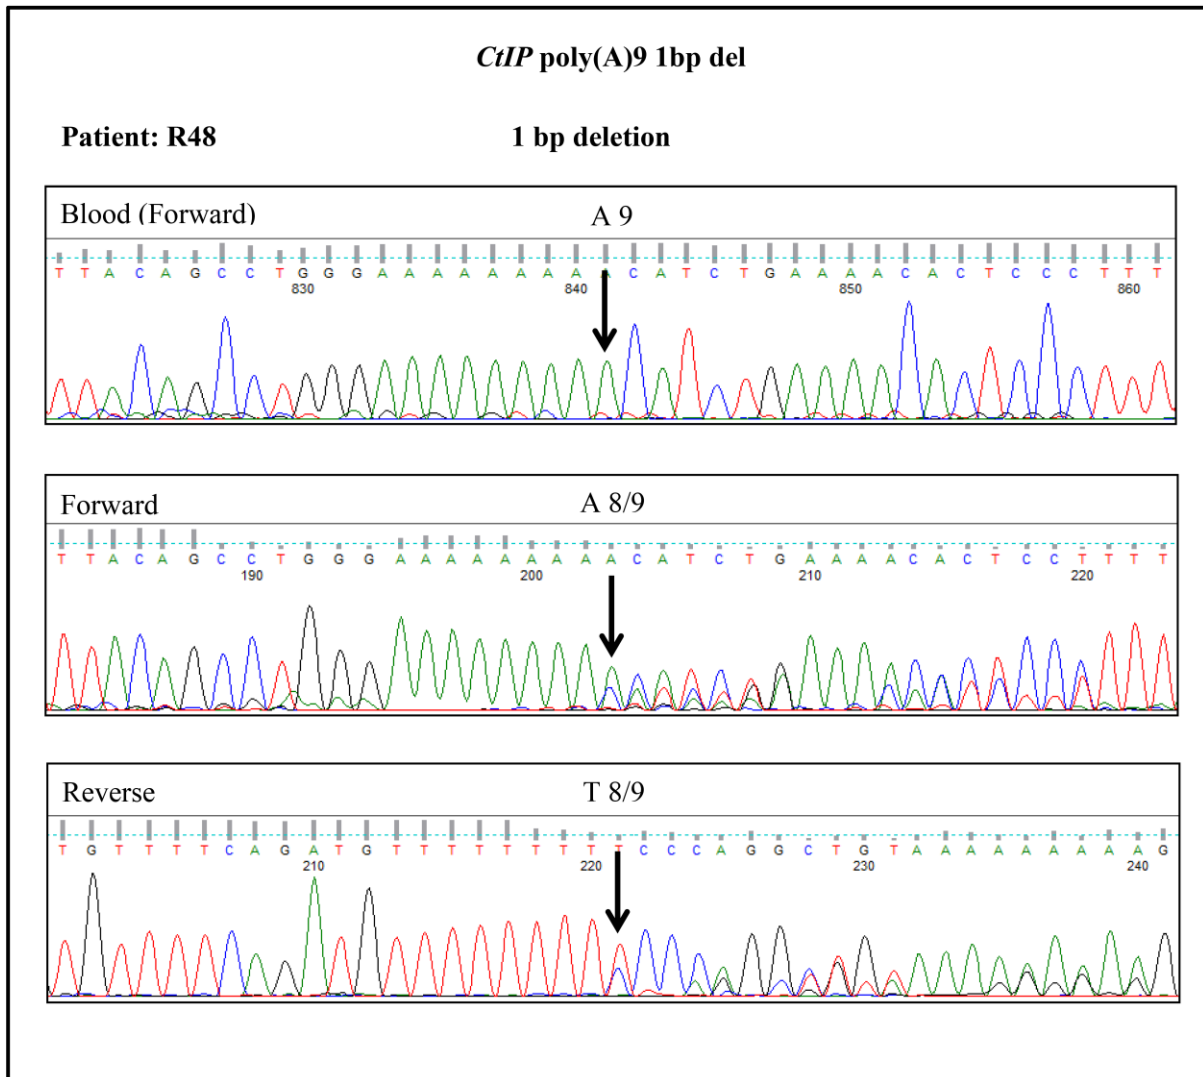 CtIP poly(A)9 1bp del
Patient: R48 1 bp deletion
Blood (Forward) A 9
T T A C A G C C T G G G A A A A A A A A A C A T C T G A A A A C A C T C C C T T T
830 840 850 860
Forward A 8/9
T T A C A G C C T G G G A A A A A A A A A C A T C T G A A A A C A C T C C T T T T
190 200 210 220
Reverse T 8/9
T G T T T T C A G A T G T T T T T T T T T C C C A G G C T G T A A A A A A A A A G
210 220 230 240